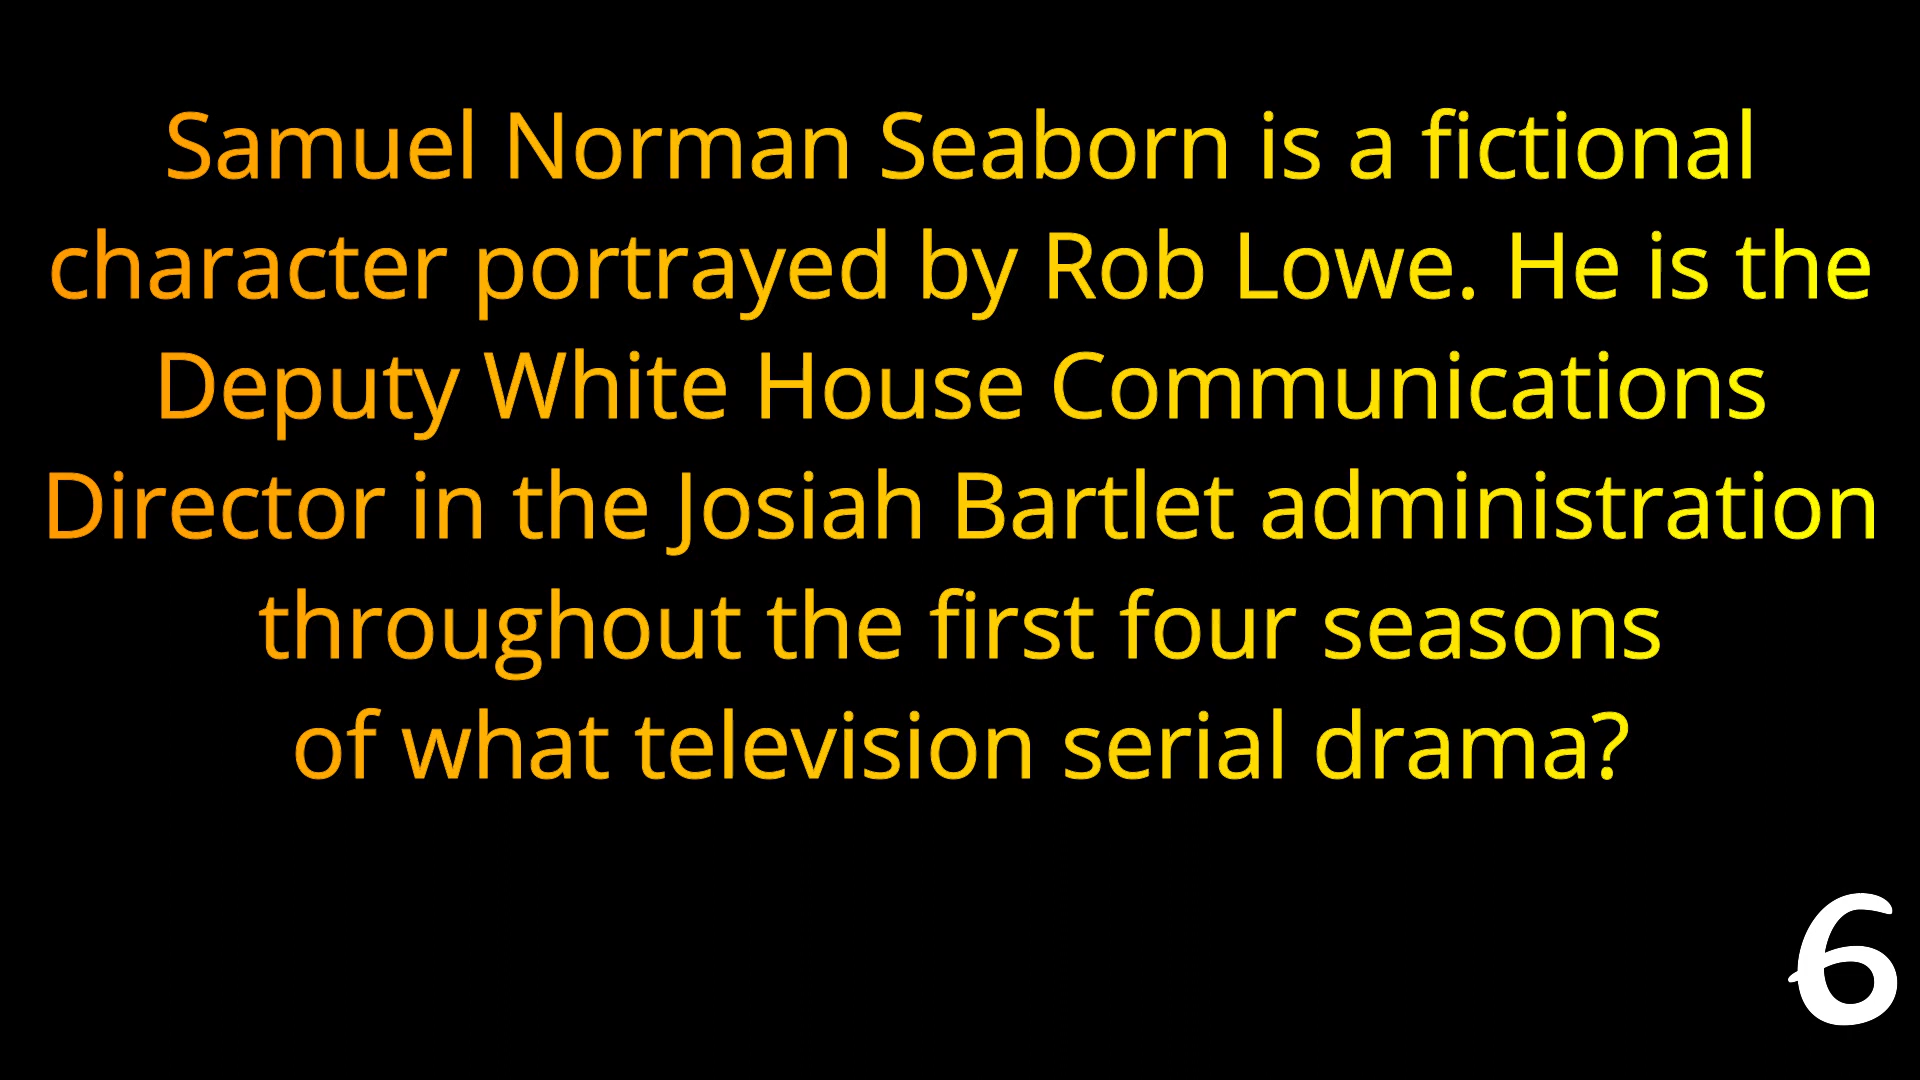 Samuel Norman Seaborn is a fictional
character portrayed by Rob Lowe. He is the
Deputy White House Communications
Director in the Josiah Bartlet administration
throughout the first four seasons
of what television serial drama?
6